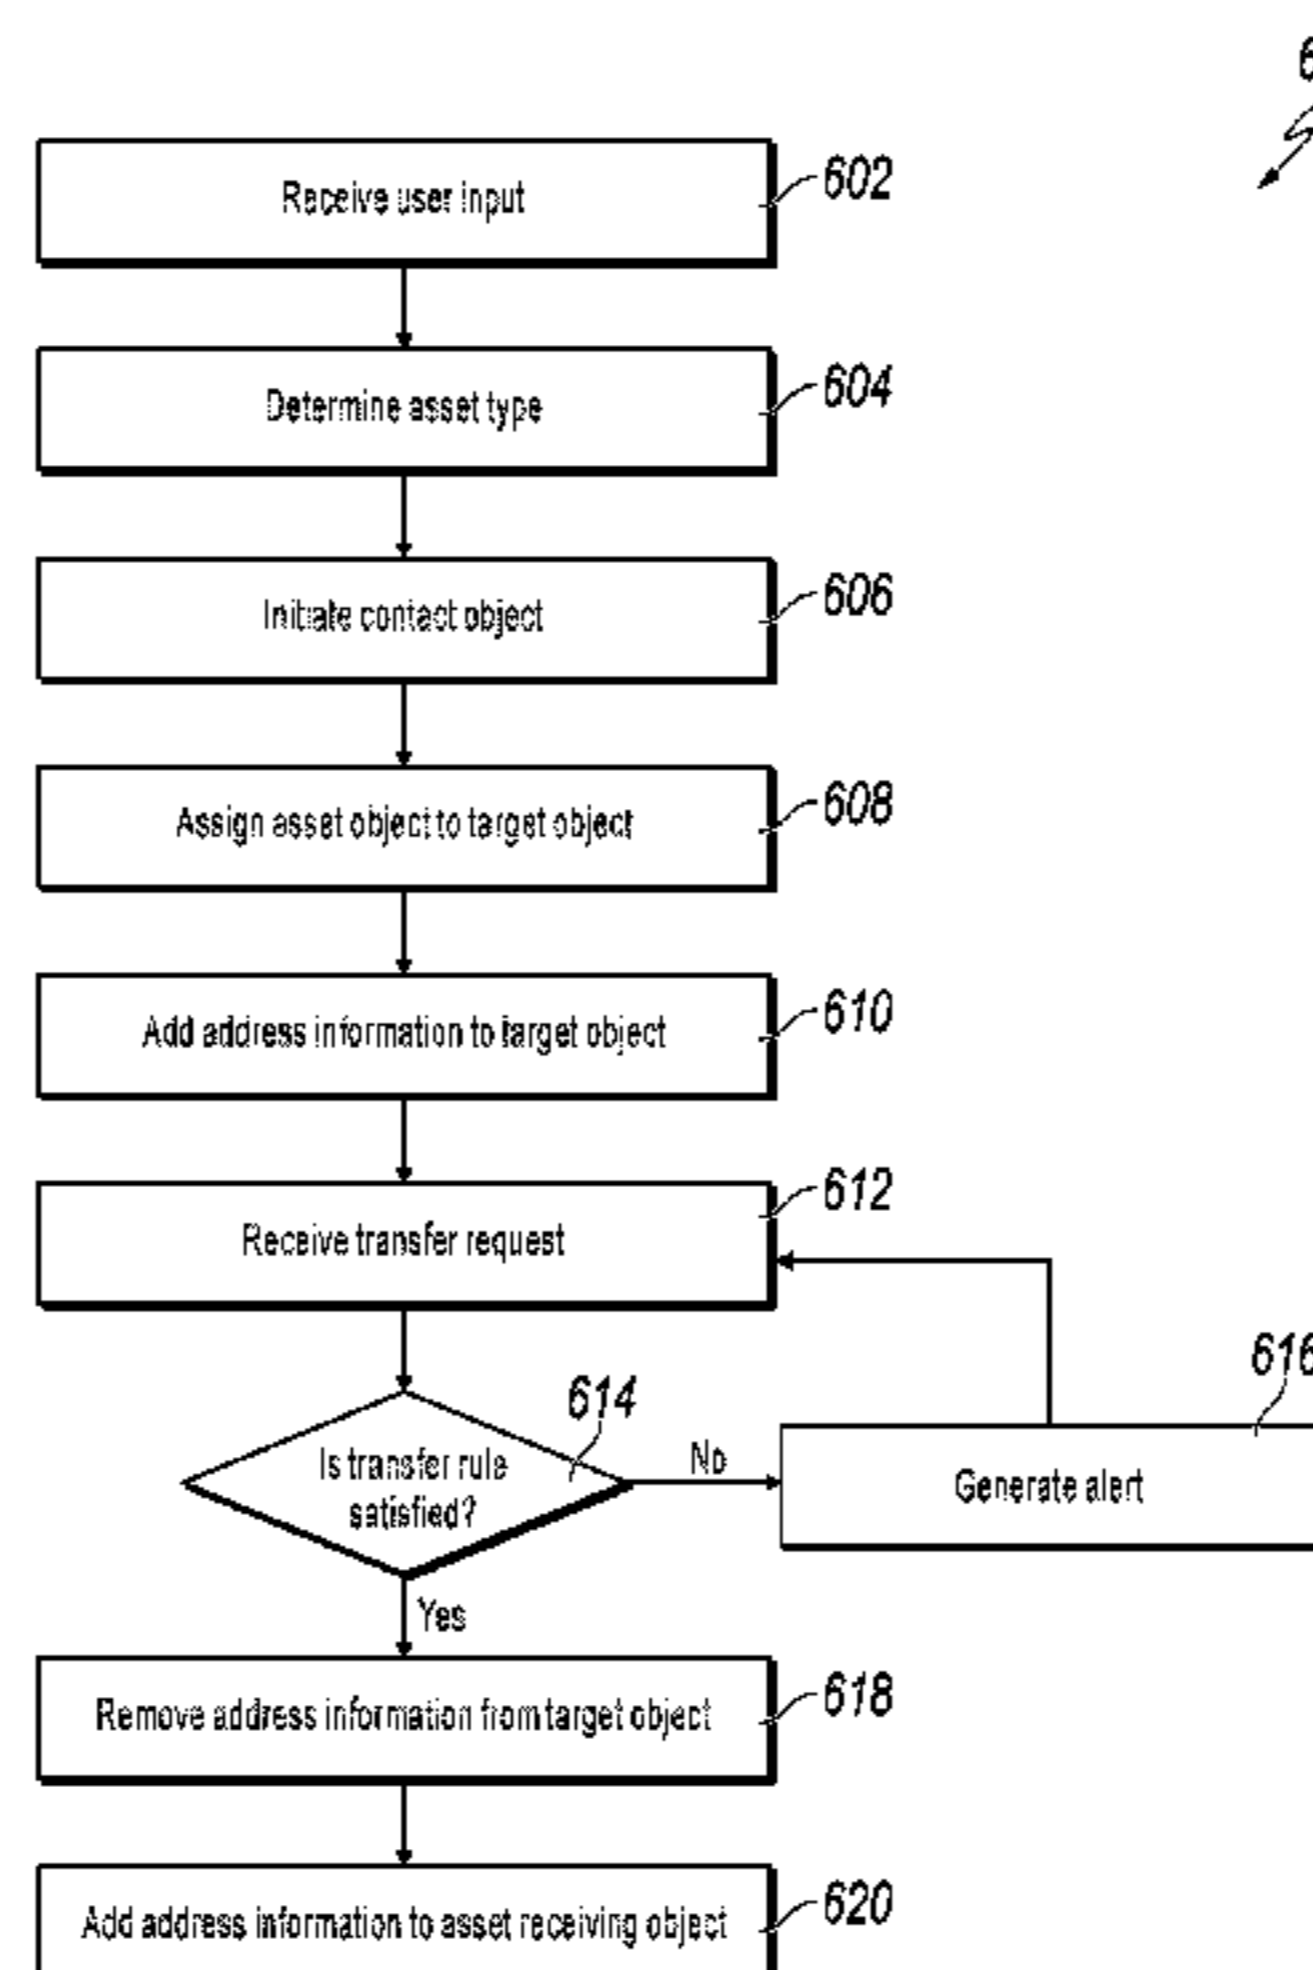 Receive user input
602
Determine asset type
604
Initiate contact object
606
Assign asset object to target object
608
Add address information to target object
610
Receive transfer request
612
Is transfer rule
satisfied?
614
No
Generate alert
616
Yes
Remove address information from target object
618
Add address information to asset receiving object
620